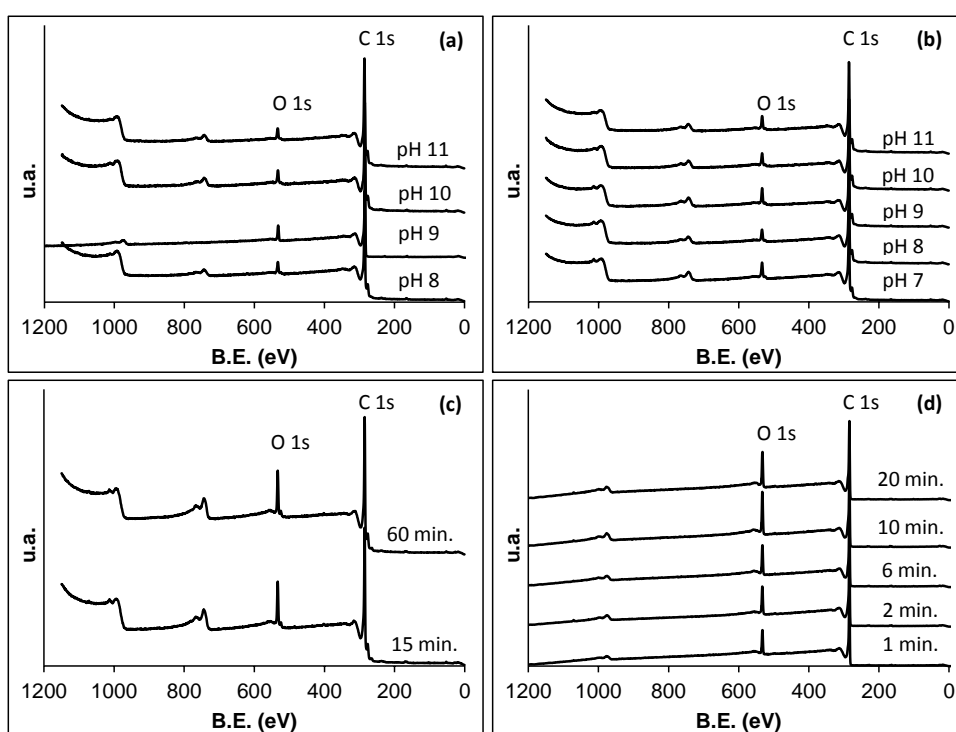 C 1s (a)
O 1s
u.a.
pH 11
pH 10
pH 9
pH 8
1200 1000 800 600 400 200 0
B.E. (eV)
C 1s (b)
O 1s
u.a.
pH 11
pH 10
pH 9
pH 8
pH 7
1200 1000 800 600 400 200 0
B.E. (eV)
C 1s (c)
O 1s
u.a.
60 min.
15 min.
1200 1000 800 600 400 200 0
B.E. (eV)
C 1s (d)
O 1s
u.a.
20 min.
10 min.
6 min.
2 min.
1 min.
1200 1000 800 600 400 200 0
B.E. (eV)